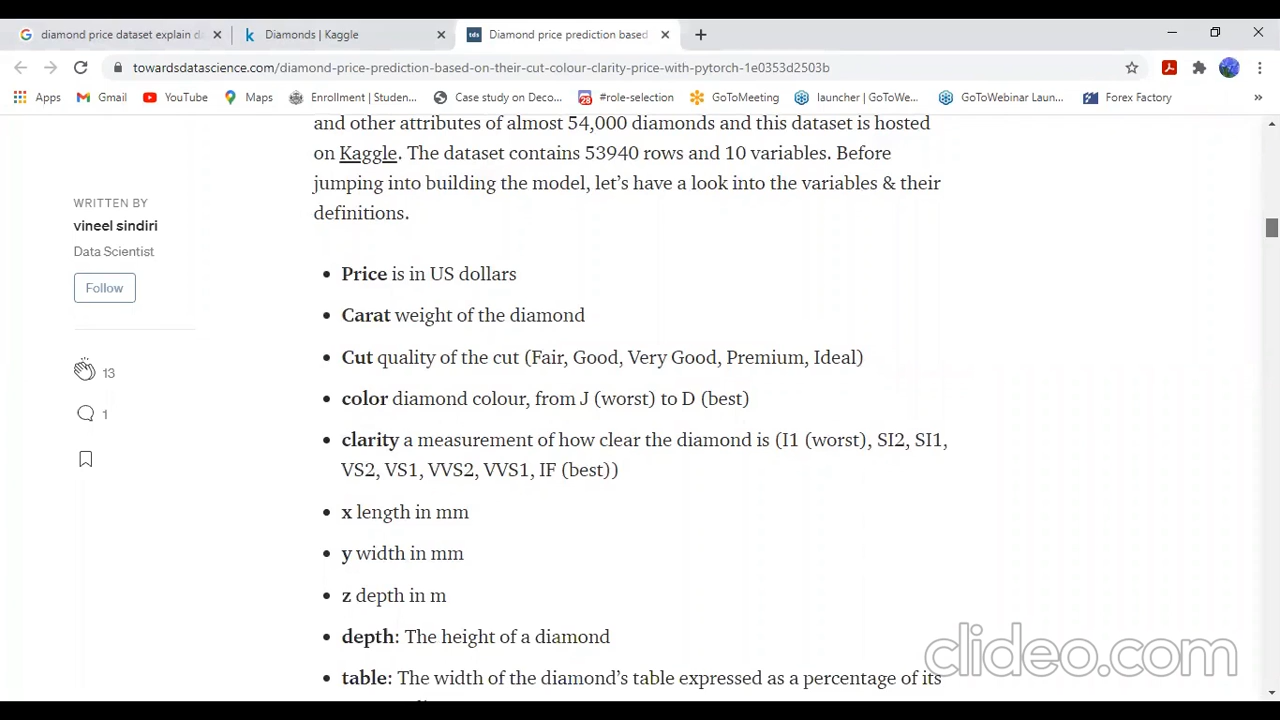 diamond price dataset explain d
Diamonds | Kaggle
Diamond price prediction based
towardsdatascience.com/diamond-price-prediction-based-on-their-cut-colour-clarity-price-with-pytorch-1e0353d2503b
Apps
Gmail
YouTube
Maps
Enrollment | Studen...
Case study on Deco...
28
#role-selection
GoToMeeting
launcher | GoToWe...
GoToWebinar Laun...
Forex Factory
and other attributes of almost 54,000 diamonds and this dataset is hosted
on Kaggle. The dataset contains 53940 rows and 10 variables. Before
jumping into building the model, let's have a look into the variables & their
definitions.
WRITTEN BY
vineel sindiri
Data Scientist
Follow
13
1
• Price is in US dollars
• Carat weight of the diamond
• Cut quality of the cut (Fair, Good, Very Good, Premium, Ideal)
• color diamond colour, from J (worst) to D (best)
• clarity a measurement of how clear the diamond is (I1 (worst), SI2, SI1,
VS2, VS1, VVS2, VVS1, IF (best))
• x length in mm
• y width in mm
• z depth in m
• depth: The height of a diamond
• table: The width of the diamond's table expressed as a percentage of its
clideo.com